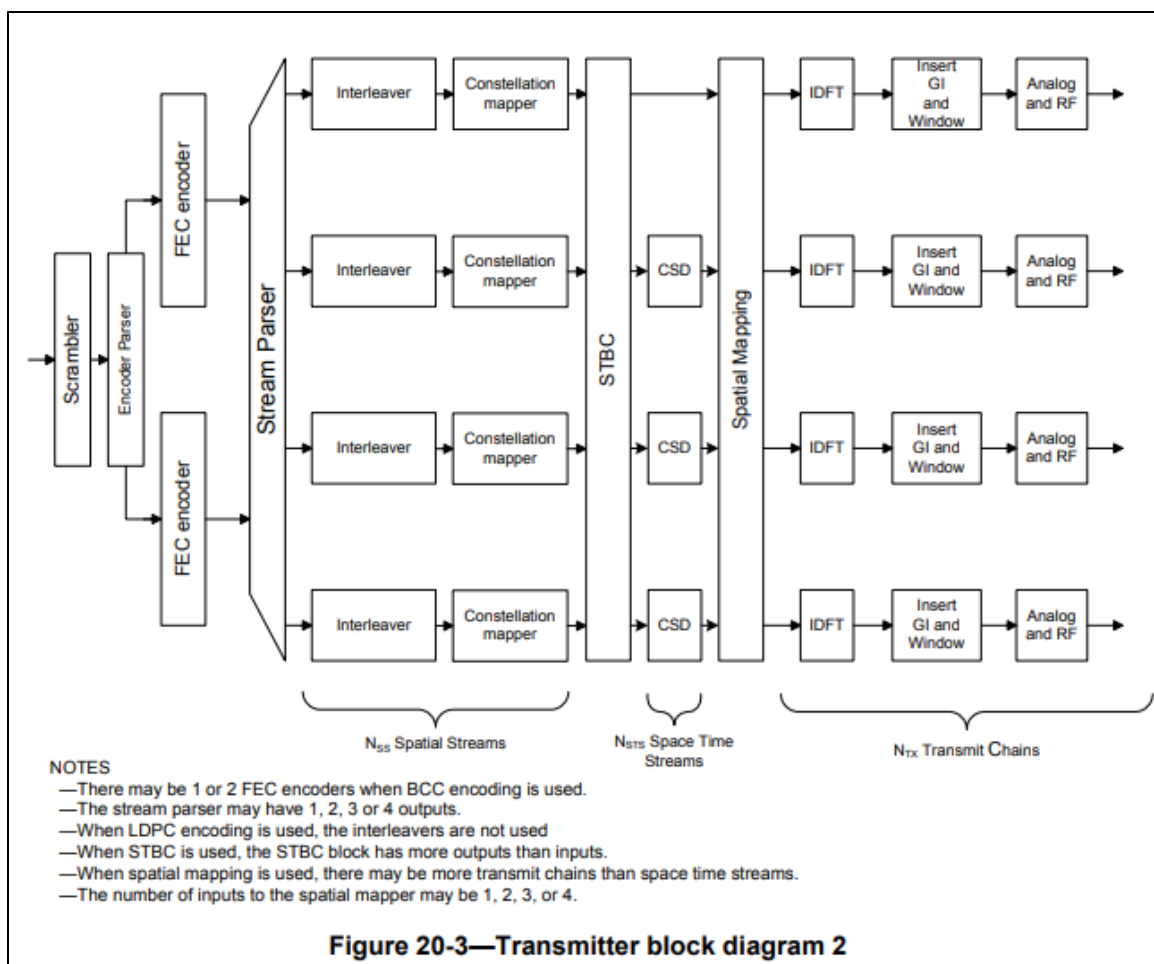 Scrambler
Encoder Parser
FEC encoder
FEC encoder
Stream Parser
Interleaver
Constellation
mapper
Interleaver
Constellation
mapper
Interleaver
Constellation
mapper
Interleaver
Constellation
mapper
STBC
CSD
CSD
CSD
Spatial Mapping
IDFT
Insert
GI
and
Window
Analog
and RF
IDFT
Insert
GI and
Window
Analog
and RF
IDFT
Insert
GI and
Window
Analog
and RF
IDFT
Insert
GI and
Window
Analog
and RF
NSS Spatial Streams
NSTS Space Time
Streams
NTX Transmit Chains
NOTES
—There may be 1 or 2 FEC encoders when BCC encoding is used.
—The stream parser may have 1, 2, 3 or 4 outputs.
—When LDPC encoding is used, the interleavers are not used
—When STBC is used, the STBC block has more outputs than inputs.
—When spatial mapping is used, there may be more transmit chains than space time streams.
—The number of inputs to the spatial mapper may be 1, 2, 3, or 4.
Figure 20-3—Transmitter block diagram 2